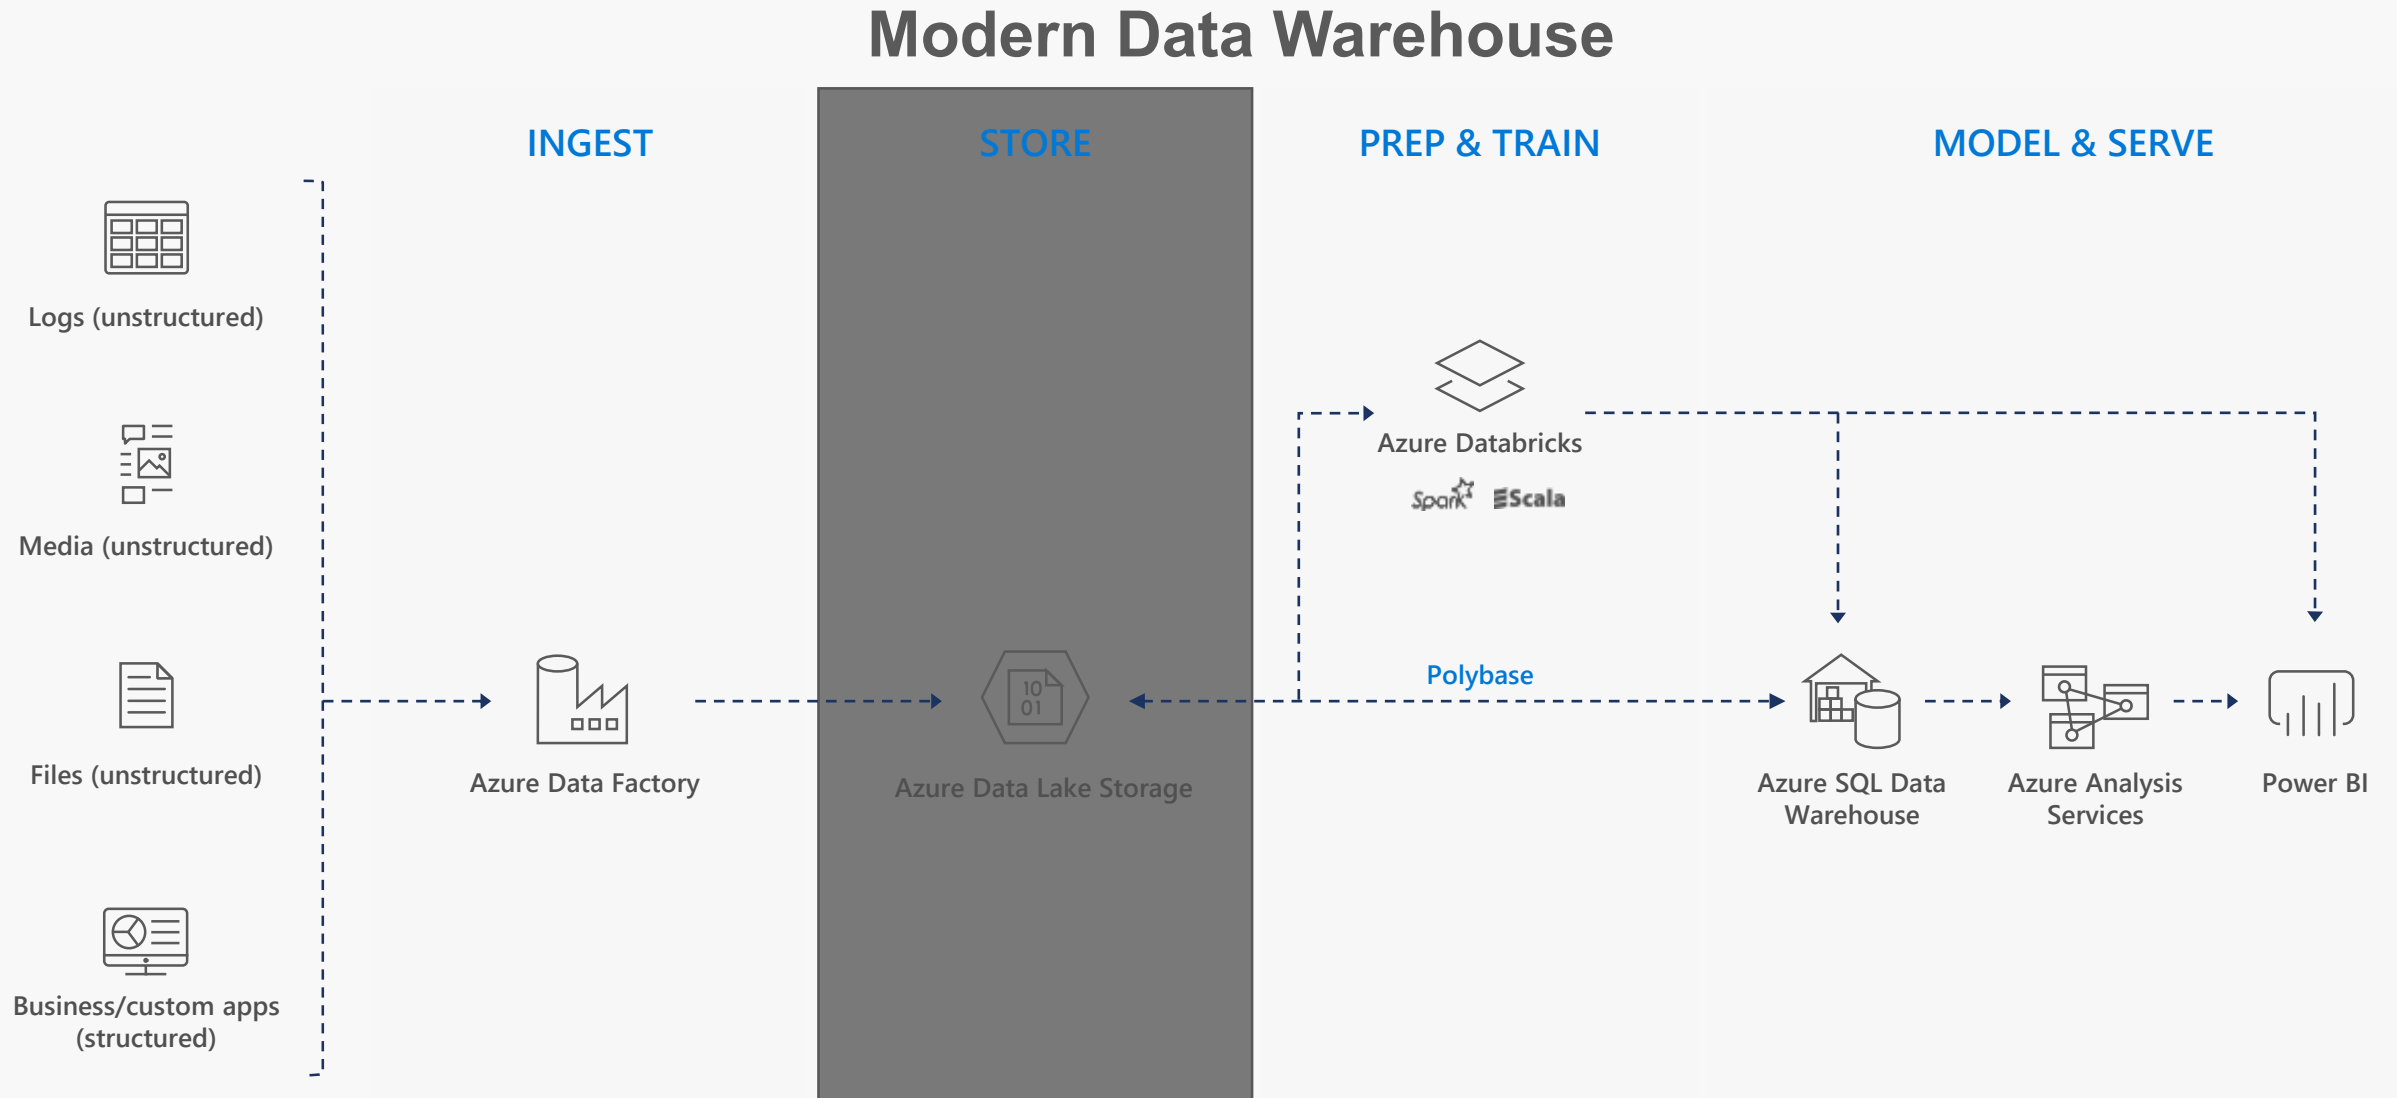 Modern Data Warehouse
INGEST
STORE
PREP & TRAIN
MODEL & SERVE
Logs (unstructured)
Media (unstructured)
Files (unstructured)
Business/custom apps
(structured)
Azure Data Factory
10
01
Azure Data Lake Storage
Azure Databricks
Spark
Scala
Polybase
Azure SQL Data
Warehouse
Azure Analysis
Services
Power BI